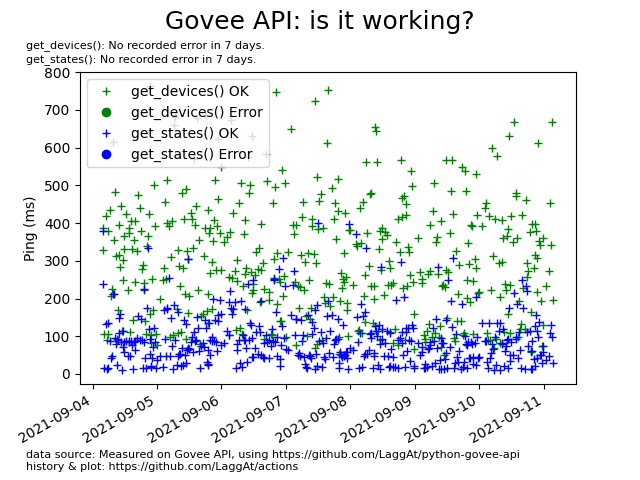 Govee API: is it working?
get_devices(): No recorded error in 7 days.
get_states(): No recorded error in 7 days.
get_devices() OK
get_devices() Error
get_states() OK
get_states() Error
Ping (ms)
800
700
600
500
400
300
200
100
0
2021-09-04
2021-09-05
2021-09-06
2021-09-07
2021-09-08
2021-09-09
2021-09-10
2021-09-11
data source: Measured on Govee API, using https://github.com/LaggAt/python-govee-api
history & plot: https://github.com/LaggAt/actions